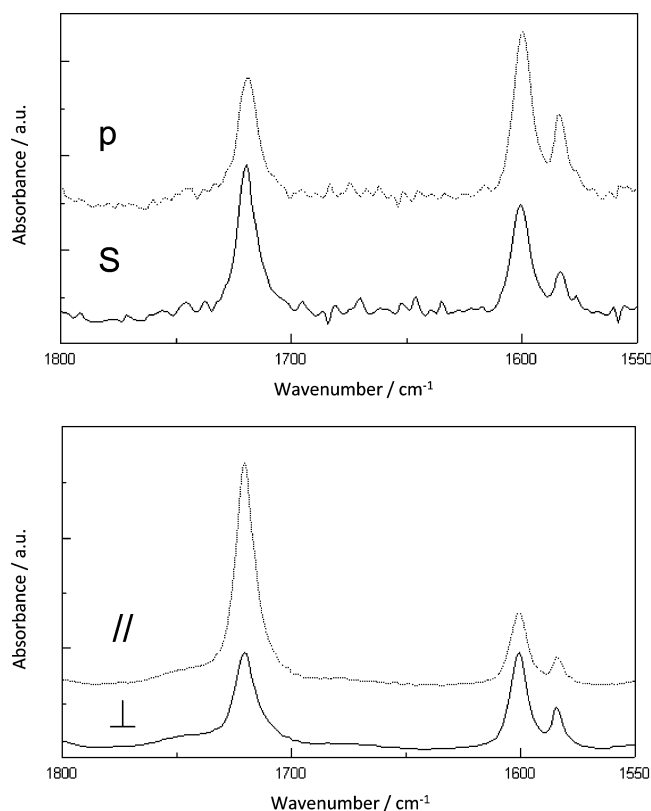 Absorbance / a.u.
p
S
1800
1700
1600
1550
Wavenumber / cm-1
Absorbance / a.u.
//
⊥
1800
1700
1600
1550
Wavenumber / cm-1